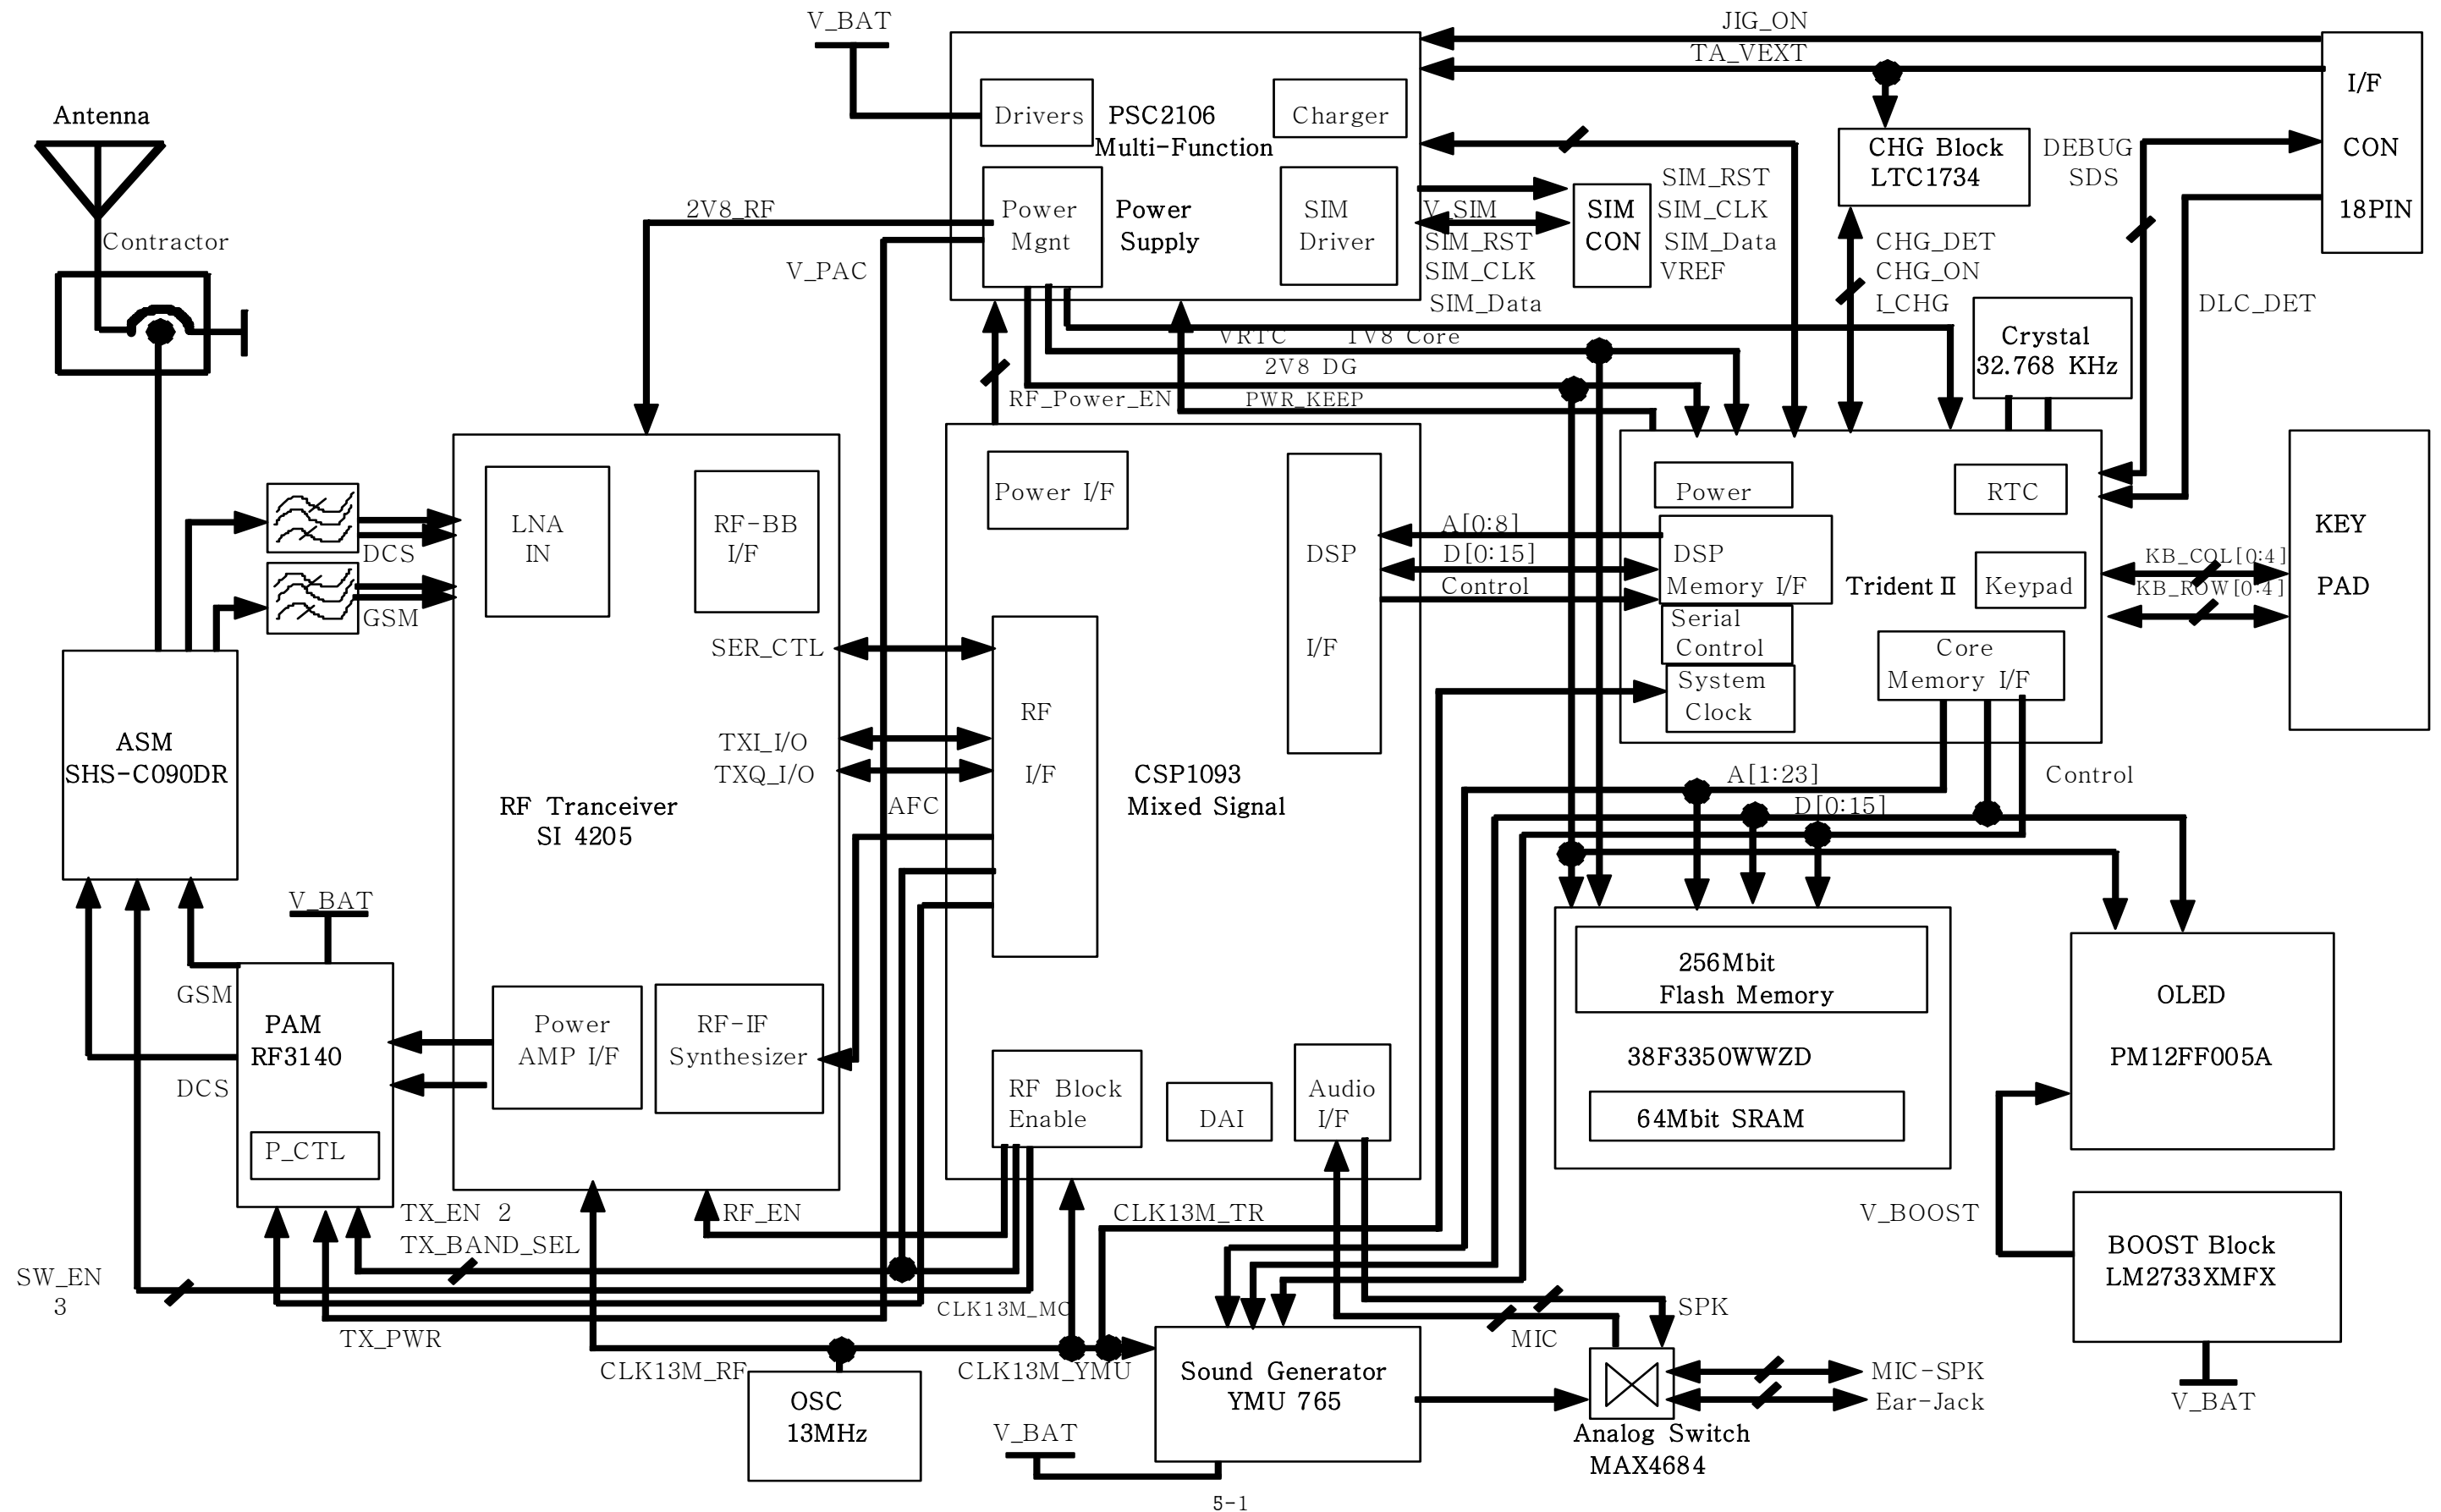 V_BAT
JIG_ON
TA_VEXT
I/F
CON
18PIN
Antenna
Contractor
Drivers
PSC2106
Multi-Function
Charger
Power
Mgnt
Power
Supply
SIM
Driver
2V8_RF
V_PAC
V_SIM
SIM_RST
SIM_CLK
SIM_Data
SIM
CON
SIM_RST
SIM_CLK
SIM_Data
VREF
CHG Block
LTC1734
CHG_DET
CHG_ON
I_CHG
DEBUG
SDS
DLC_DET
Crystal
32.768 KHz
VRTC
1V8 Core
2V8 DG
RF_Power_EN
PWR_KEEP
LNA
IN
RF-BB
I/F
DCS
GSM
Power I/F
DSP
I/F
A[0:8]
D[0:15]
Control
Power
RTC
DSP
Memory I/F
Trident II
Keypad
Serial
Control
System
Clock
Core
Memory I/F
KB_COL[0:4]
KB_ROW[0:4]
KEY
PAD
SER_CTL
TXI_I/O
TXQ_I/O
AFC
RF
I/F
ASM
SHS-C090DR
RF Tranceiver
SI 4205
CSP1093
Mixed Signal
A[1:23]
D[0:15]
Control
V_BAT
GSM
PAM
RF3140
DCS
P_CTL
Power
AMP I/F
RF-IF
Synthesizer
RF Block
Enable
DAI
Audio
I/F
256Mbit
Flash Memory
38F3350WWZD
64Mbit SRAM
OLED
PM12FF005A
V_BOOST
BOOST Block
LM2733XMFX
V_BAT
TX_EN 2
TX_BAND_SEL
RF_EN
CLK13M_TR
SW_EN
3
TX_PWR
CLK13M_MC
CLK13M_RF
CLK13M_YMU
OSC
13MHz
Sound Generator
YMU 765
V_BAT
SPK
MIC
MIC-SPK
Ear-Jack
Analog Switch
MAX4684
5-1